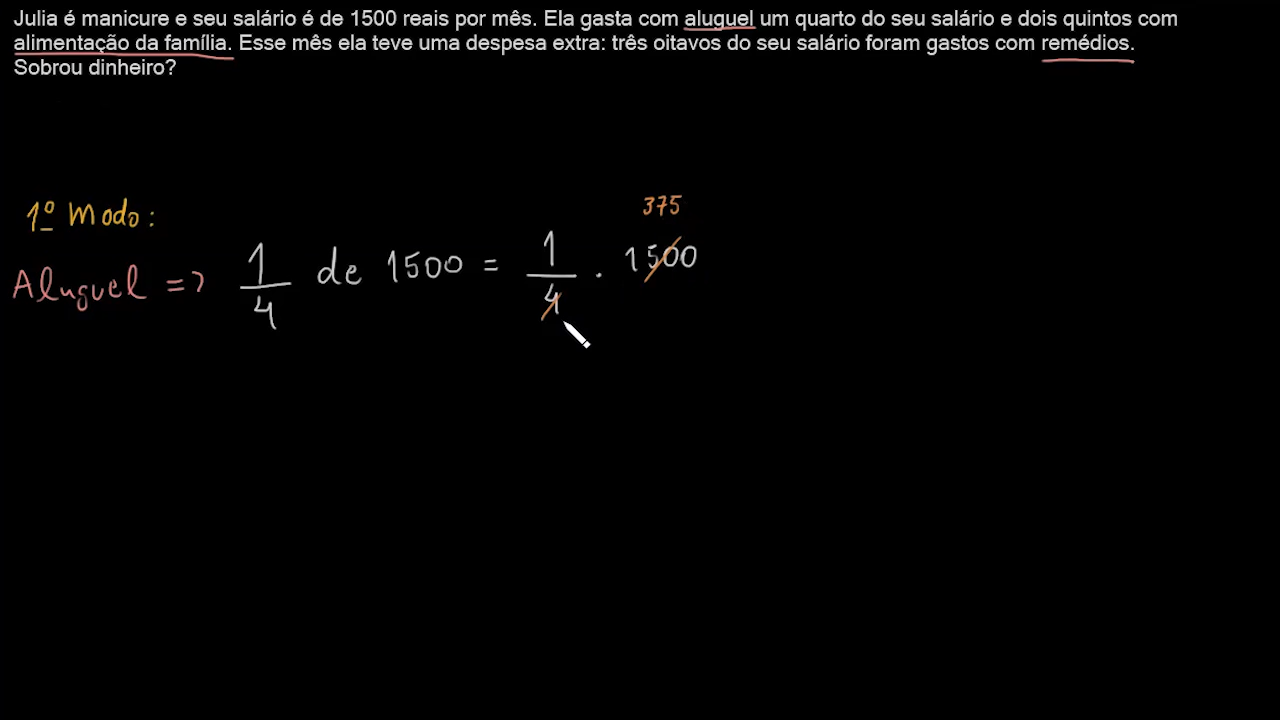 Julia é manicure e seu salário é de 1500 reais por mês. Ela gasta com aluguel um quarto do seu salário e dois quintos com
alimentação da família. Esse mês ela teve uma despesa extra: três oitavos do seu salário foram gastos com remédios.
Sobrou dinheiro?
1º Modo:
375
Aluguel => 1/4 de 1500 = 1/4 . 1500